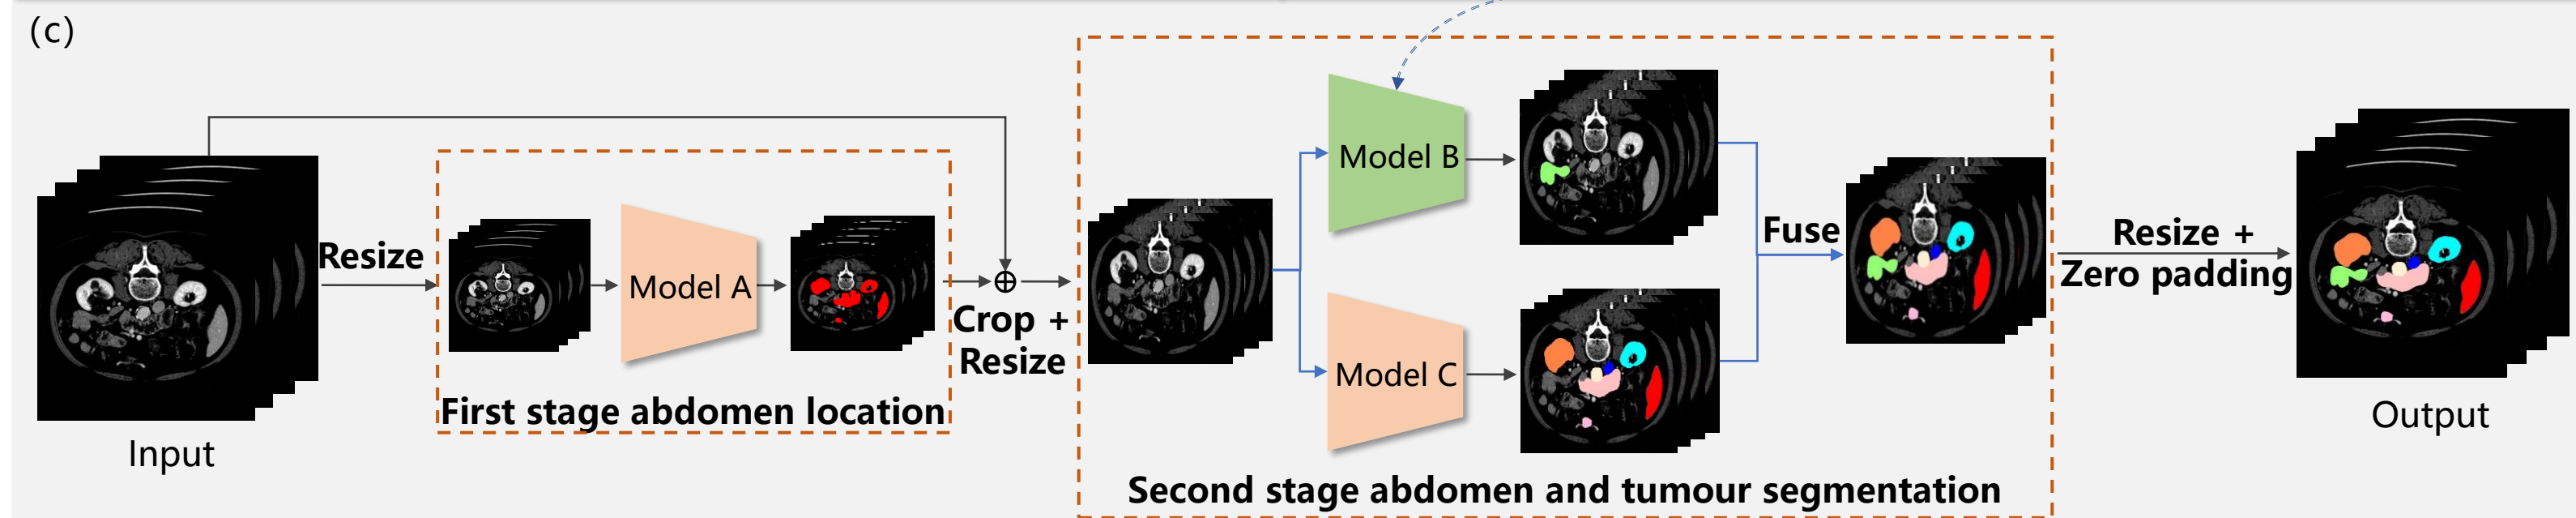 (c)
Input
Resize
Model A
First stage abdomen location
Crop +
Resize
Model B
Model C
Fuse
Second stage abdomen and tumour segmentation
Resize +
Zero padding
Output